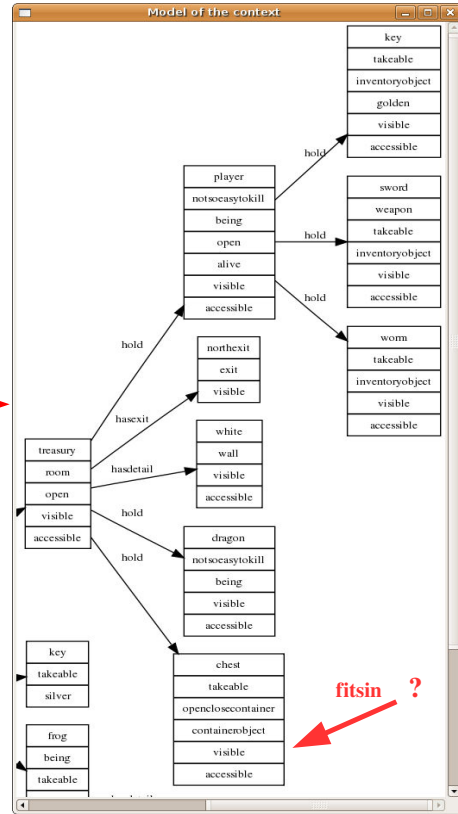 Model of the context
key
takeable
inventoryobject
golden
visible
accessible
player
notsoeasytokill
being
open
alive
visible
accessible
hold
hold
hold
sword
weapon
takeable
inventoryobject
visible
accessible
worm
takeable
inventoryobject
visible
accessible
hold
northexit
exit
visible
hasexit
white
wall
visible
accessible
hasdetail
treasury
room
open
visible
accessible
hold
hold
dragon
notsoeasytokill
being
visible
accessible
chest
takeable
openclosecontainer
containerobject
visible
accessible
fitsin ?
key
takeable
silver
frog
being
takeable